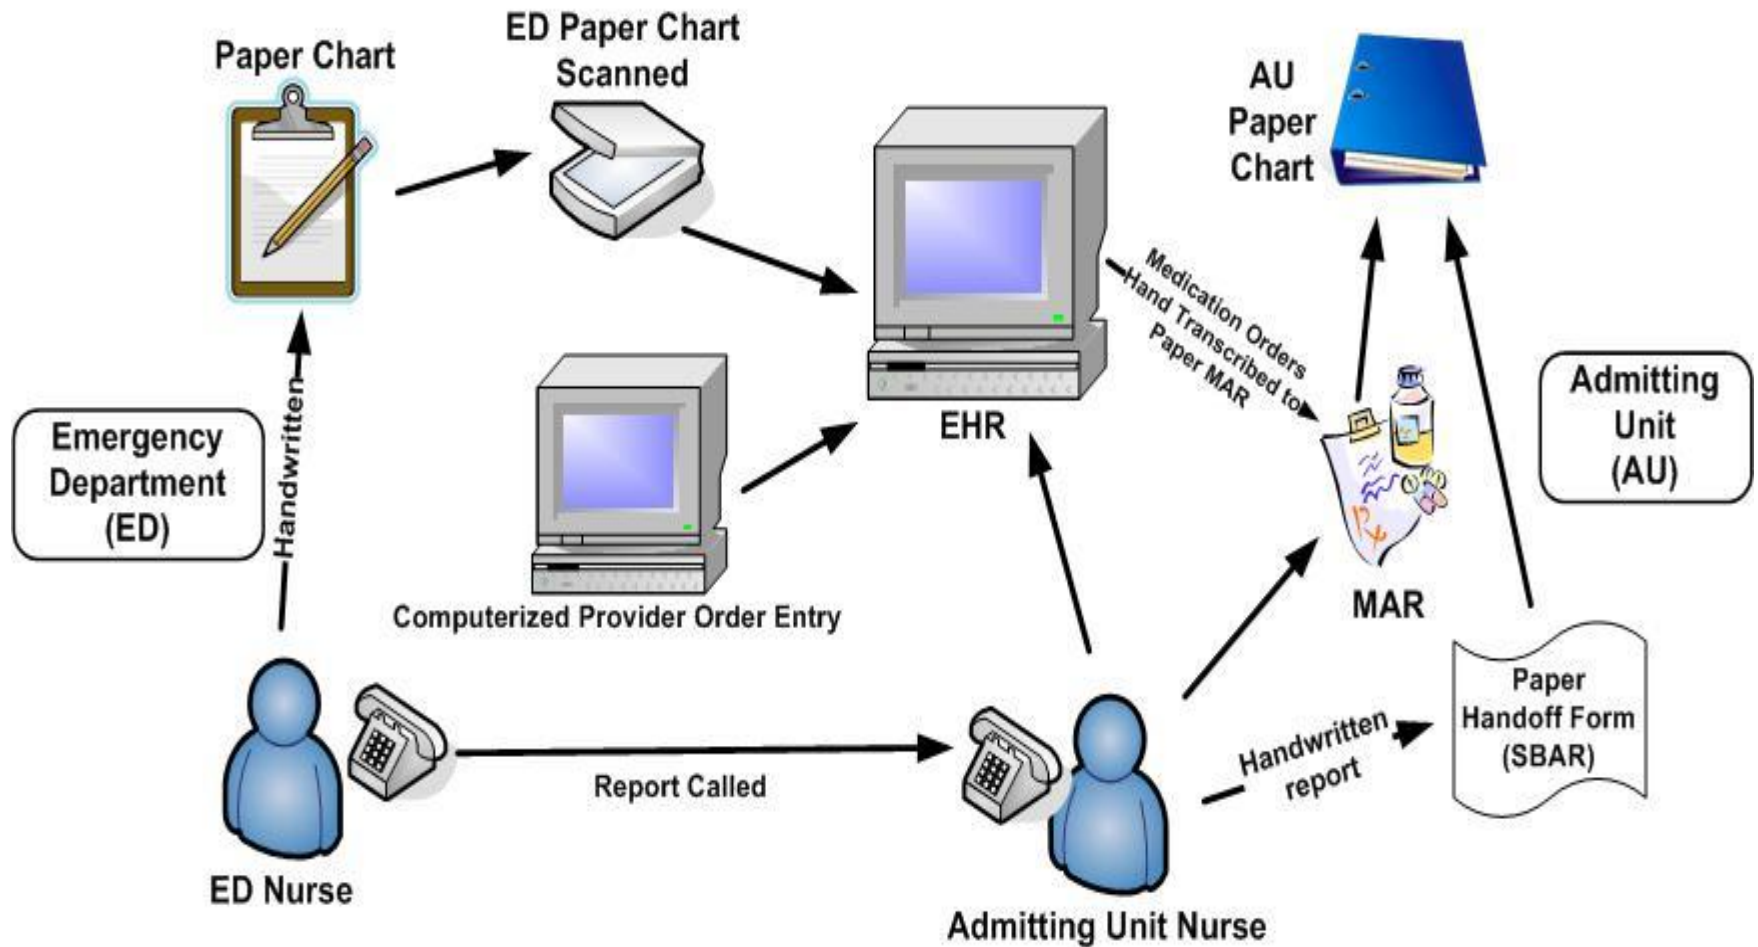 Paper Chart
ED Paper Chart
Scanned
AU
Paper
Chart
Medication Orders
Hand Transcribed to
Paper MAR
Handwritten
Emergency
Department
(ED)
EHR
Admitting
Unit
(AU)
Computerized Provider Order Entry
MAR
Paper
Handoff Form
(SBAR)
Report Called
Handwritten
report
ED Nurse
Admitting Unit Nurse